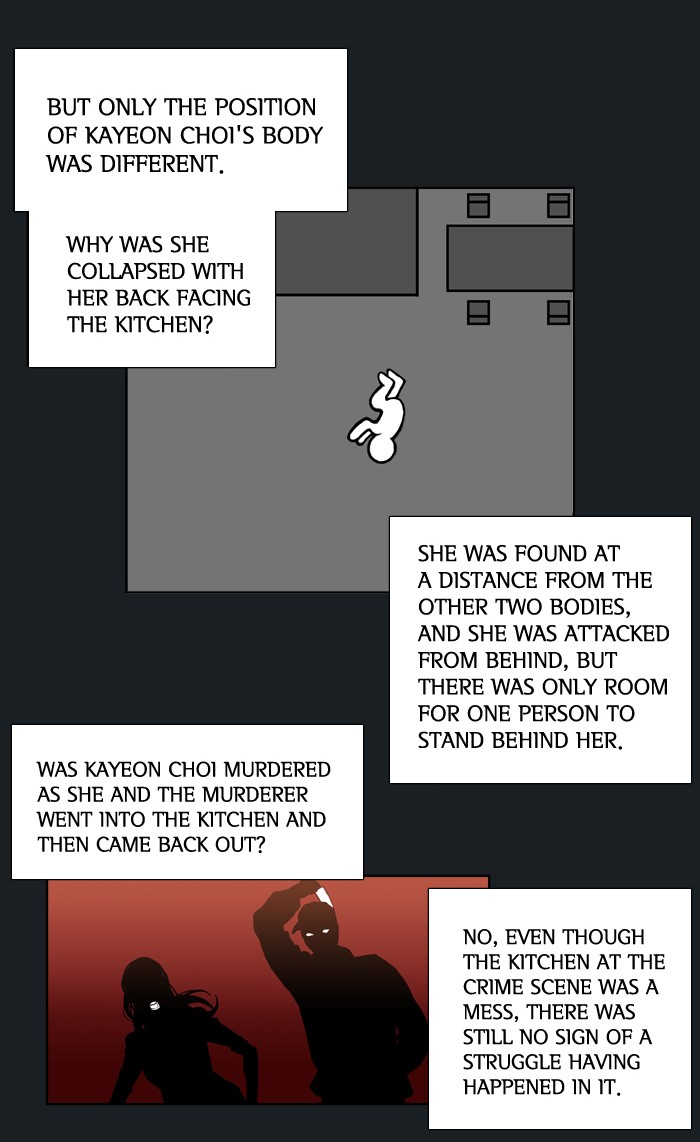 BUT ONLY THE POSITION
OF KAYEON CHOI'S BODY
WAS DIFFERENT.
WHY WAS SHE
COLLAPSED WITH
HER BACK FACING
THE KITCHEN?
SHE WAS FOUND AT
A DISTANCE FROM THE
OTHER TWO BODIES,
AND SHE WAS ATTACKED
FROM BEHIND, BUT
THERE WAS ONLY ROOM
FOR ONE PERSON TO
STAND BEHIND HER.
WAS KAYEON CHOI MURDERED
AS SHE AND THE MURDERER
WENT INTO THE KITCHEN AND
THEN CAME BACK OUT?
NO, EVEN THOUGH
THE KITCHEN AT THE
CRIME SCENE WAS A
MESS, THERE WAS
STILL NO SIGN OF A
STRUGGLE HAVING
HAPPENED IN IT.